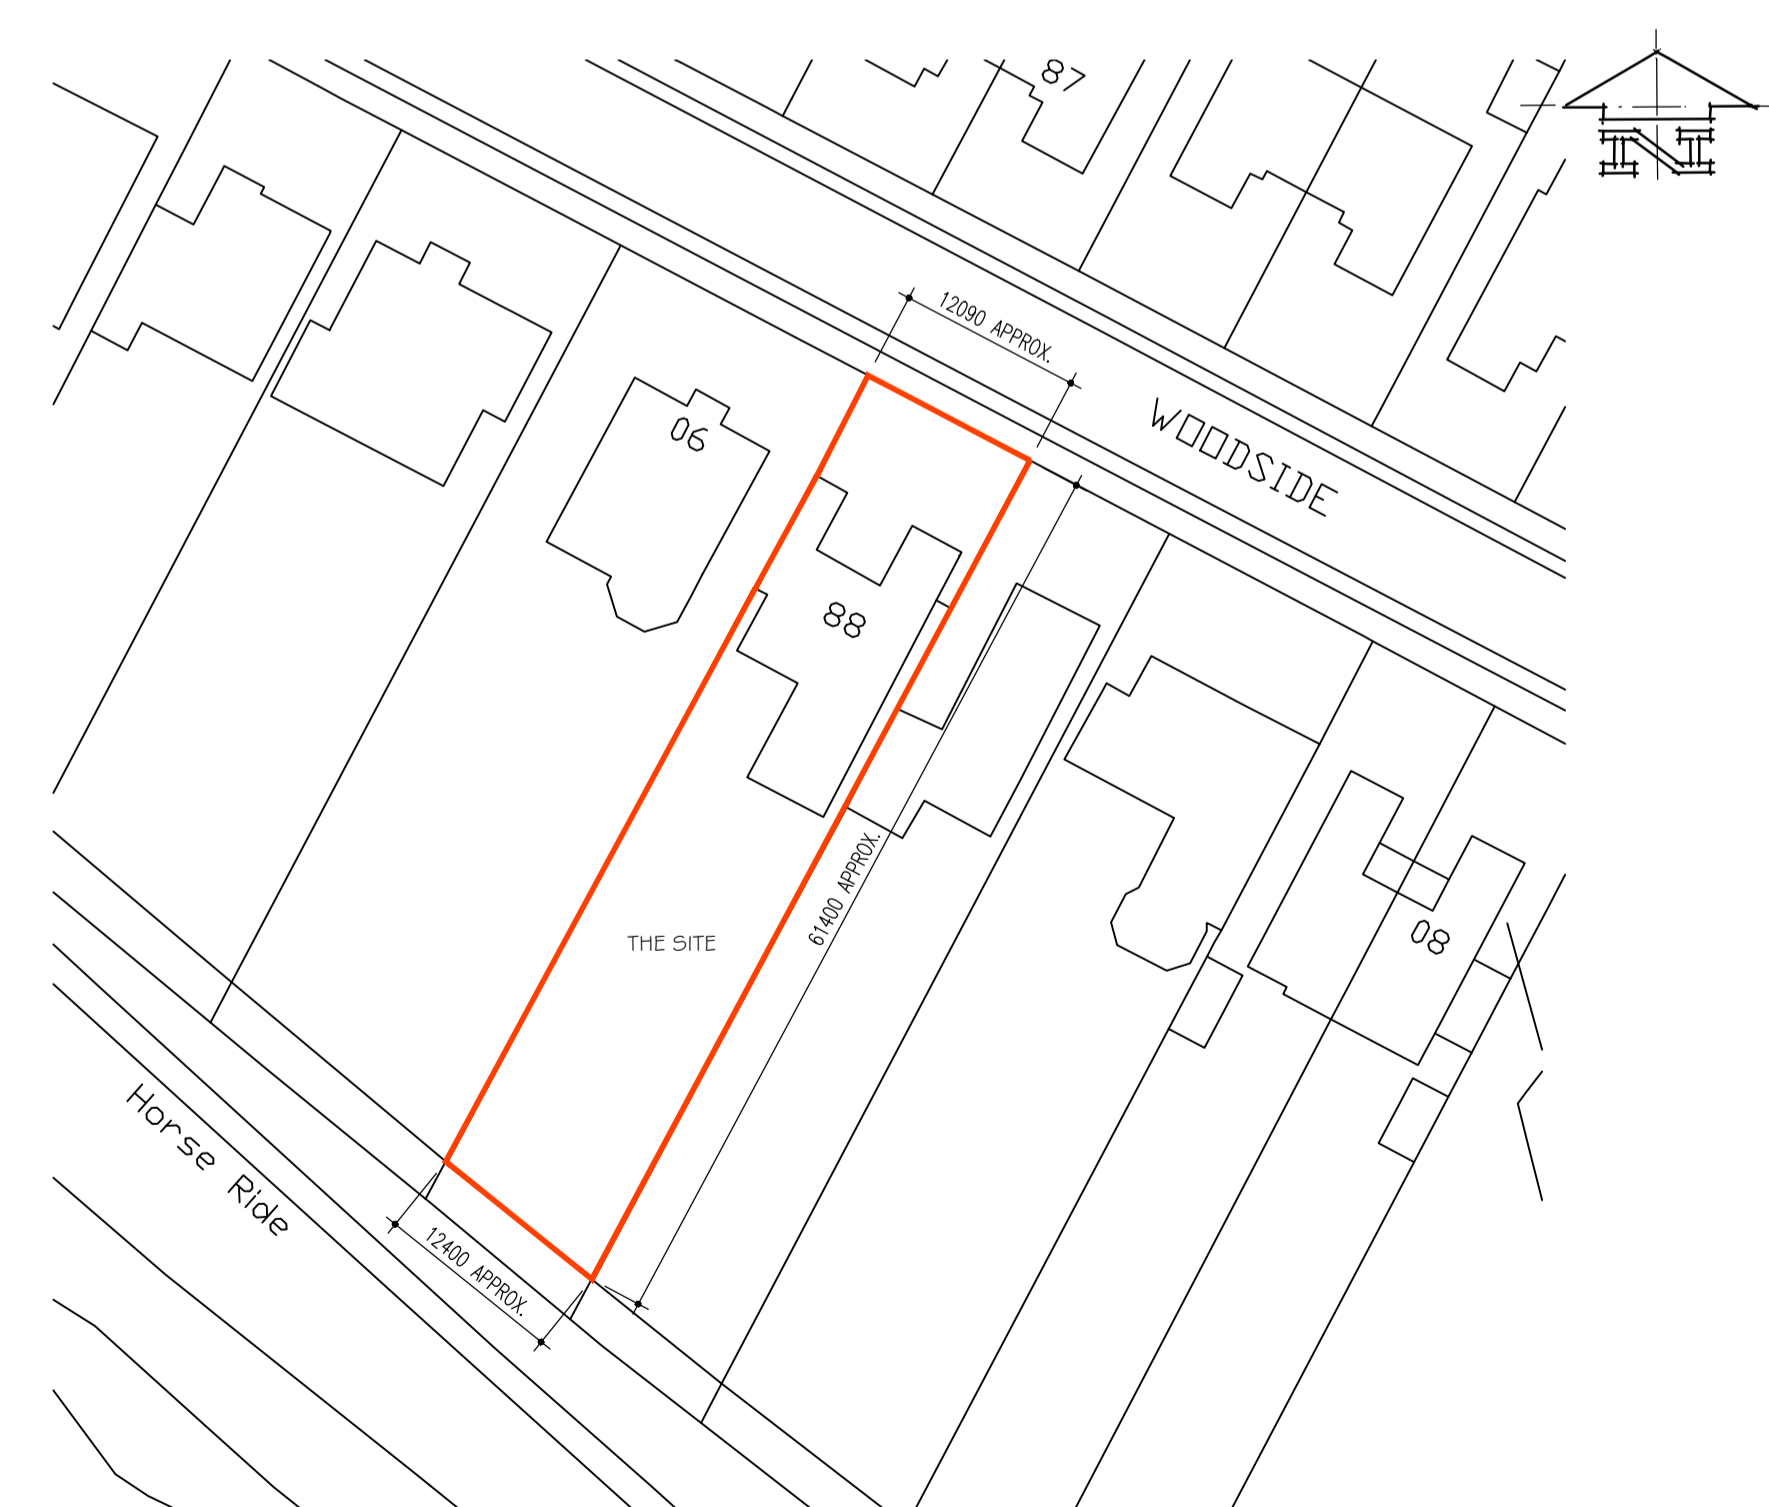 N
87
12090 APPROX.
WOODSIDE
06
88
61400 APPROX.
THE SITE
08
Horse Ride
12400 APPROX.